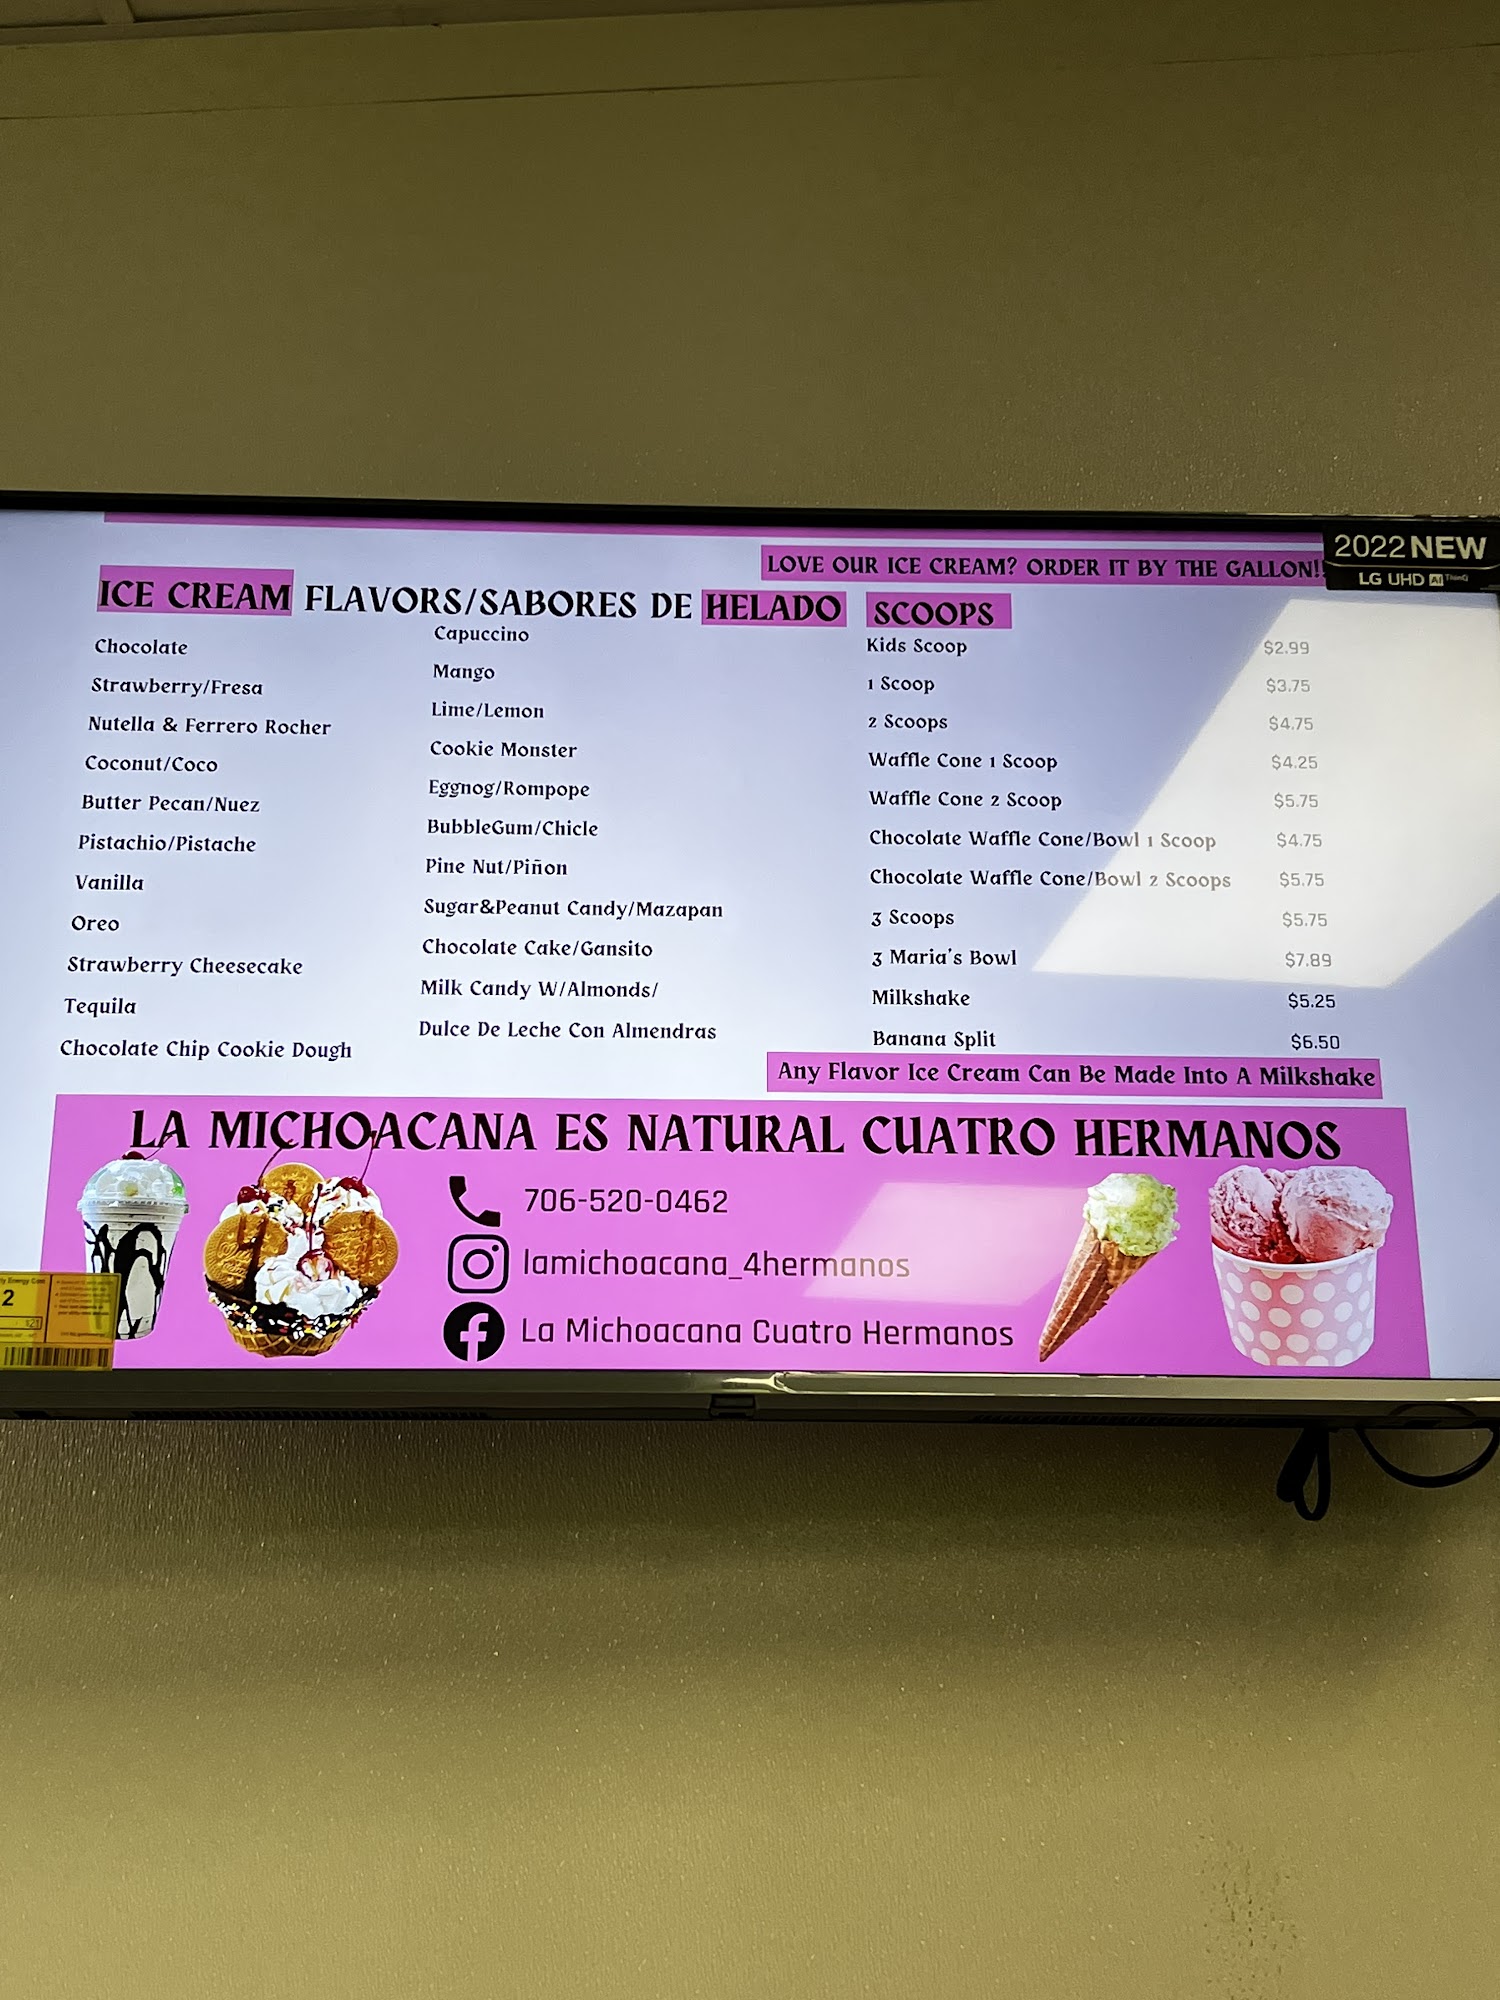 LOVE OUR ICE CREAM? ORDER IT BY THE GALLON!!
2022 NEW
LG UHD AI ThinQ
ICE CREAM FLAVORS/SABORES DE HELADO
Chocolate
Strawberry/Fresa
Nutella & Ferrero Rocher
Coconut/Coco
Butter Pecan/Nuez
Pistachio/Pistache
Vanilla
Oreo
Strawberry Cheesecake
Tequila
Chocolate Chip Cookie Dough
Capuccino
Mango
Lime/Lemon
Cookie Monster
Eggnog/Rompope
BubbleGum/Chicle
Pine Nut/Piñon
Sugar&Peanut Candy/Mazapan
Chocolate Cake/Gansito
Milk Candy W/Almonds/
Dulce De Leche Con Almendras
SCOOPS
Kids Scoop $2.99
1 Scoop $3.75
2 Scoops $4.75
Waffle Cone 1 Scoop $4.25
Waffle Cone 2 Scoop $5.75
Chocolate Waffle Cone/Bowl 1 Scoop $4.75
Chocolate Waffle Cone/Bowl 2 Scoops $5.75
3 Scoops $5.75
3 Maria's Bowl $7.89
Milkshake $5.25
Banana Split $6.50
Any Flavor Ice Cream Can Be Made Into A Milkshake
LA MICHOACANA ES NATURAL CUATRO HERMANOS
706-520-0462
lamichoacana_4hermanos
La Michoacana Cuatro Hermanos
2